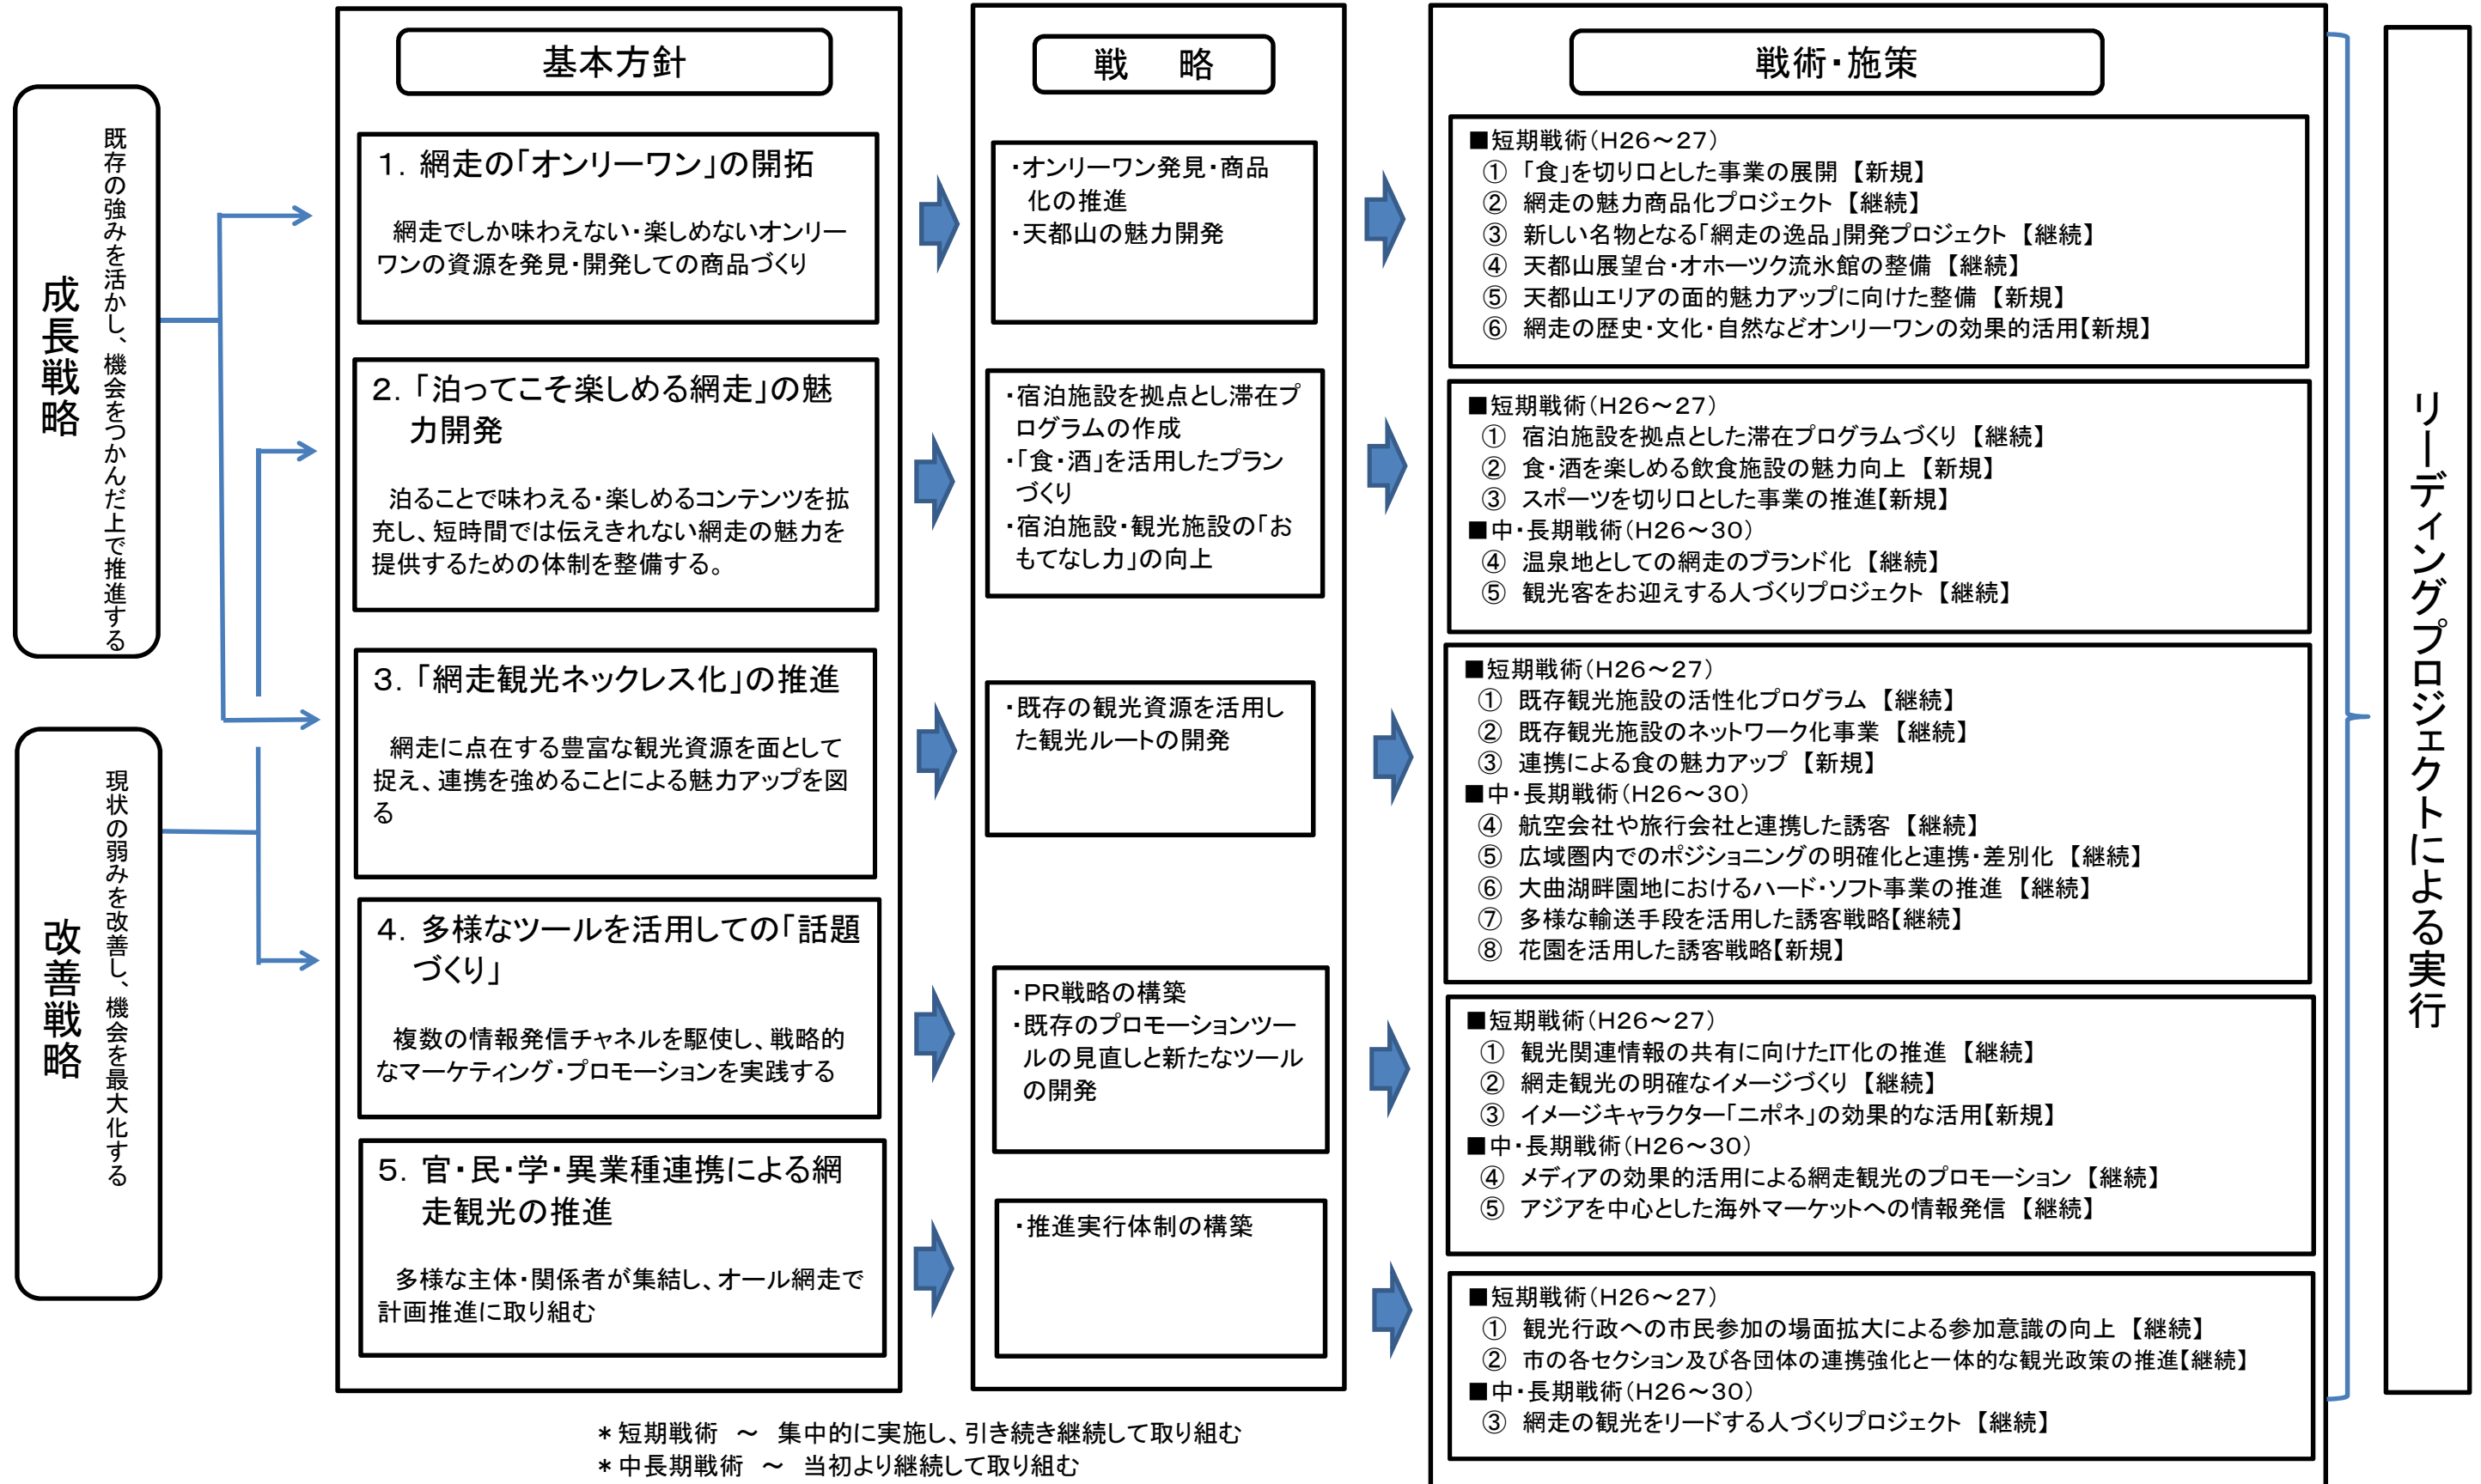 成長戦略
既存の強みを活かし、機会をつかんだ上で推進する
改善戦略
現状の弱みを改善し、機会を最大化する
基本方針
1．網走の「オンリーワン」の開拓
網走でしか味わえない・楽しめないオンリー
ワンの資源を発見・開発しての商品づくり
2．「泊ってこそ楽しめる網走」の魅
力開発
泊ることで味わえる・楽しめるコンテンツを拡
充し、短時間では伝えきれない網走の魅力を
提供するための体制を整備する。
3．「網走観光ネックレス化」の推進
網走に点在する豊富な観光資源を面として
捉え、連携を強めることによる魅力アップを図
る
4．多様なツールを活用しての「話題
づくり」
複数の情報発信チャネルを駆使し、戦略的
なマーケティング・プロモーションを実践する
5．官・民・学・異業種連携による網
走観光の推進
多様な主体・関係者が集結し、オール網走で
計画推進に取り組む
戦　略
・オンリーワン発見・商品
化の推進
・天都山の魅力開発
・宿泊施設を拠点とし滞在プ
ログラムの作成
・「食・酒」を活用したプラン
づくり
・宿泊施設・観光施設の「お
もてなし力」の向上
・既存の観光資源を活用し
た観光ルートの開発
・PR戦略の構築
・既存のプロモーションツー
ルの見直しと新たなツール
の開発
・推進実行体制の構築
戦術・施策
■短期戦術（H26～27）
① 「食」を切り口とした事業の展開 【新規】
② 網走の魅力商品化プロジェクト 【継続】
③ 新しい名物となる「網走の逸品」開発プロジェクト 【継続】
④ 天都山展望台・オホーツク流氷館の整備 【継続】
⑤ 天都山エリアの面的魅力アップに向けた整備 【新規】
⑥ 網走の歴史・文化・自然などオンリーワンの効果的活用【新規】
■短期戦術（H26～27）
① 宿泊施設を拠点とした滞在プログラムづくり 【継続】
② 食・酒を楽しめる飲食施設の魅力向上 【新規】
③ スポーツを切り口とした事業の推進【新規】
■中・長期戦術（H26～30）
④ 温泉地としての網走のブランド化 【継続】
⑤ 観光客をお迎えする人づくりプロジェクト 【継続】
■短期戦術（H26～27）
① 既存観光施設の活性化プログラム 【継続】
② 既存観光施設のネットワーク化事業 【継続】
③ 連携による食の魅力アップ 【新規】
■中・長期戦術（H26～30）
④ 航空会社や旅行会社と連携した誘客 【継続】
⑤ 広域圏内でのポジショニングの明確化と連携・差別化 【継続】
⑥ 大曲湖畔園地におけるハード・ソフト事業の推進 【継続】
⑦ 多様な輸送手段を活用した誘客戦略【継続】
⑧ 花園を活用した誘客戦略【新規】
■短期戦術（H26～27）
① 観光関連情報の共有に向けたIT化の推進 【継続】
② 網走観光の明確なイメージづくり 【継続】
③ イメージキャラクター「ニポネ」の効果的な活用【新規】
■中・長期戦術（H26～30）
④ メディアの効果的活用による網走観光のプロモーション 【継続】
⑤ アジアを中心とした海外マーケットへの情報発信 【継続】
■短期戦術（H26～27）
① 観光行政への市民参加の場面拡大による参加意識の向上 【継続】
② 市の各セクション及び各団体の連携強化と一体的な観光政策の推進【継続】
■中・長期戦術（H26～30）
③ 網走の観光をリードする人づくりプロジェクト 【継続】
リーディングプロジェクトによる実行
＊短期戦術 ～ 集中的に実施し、引き続き継続して取り組む
＊中長期戦術 ～ 当初より継続して取り組む